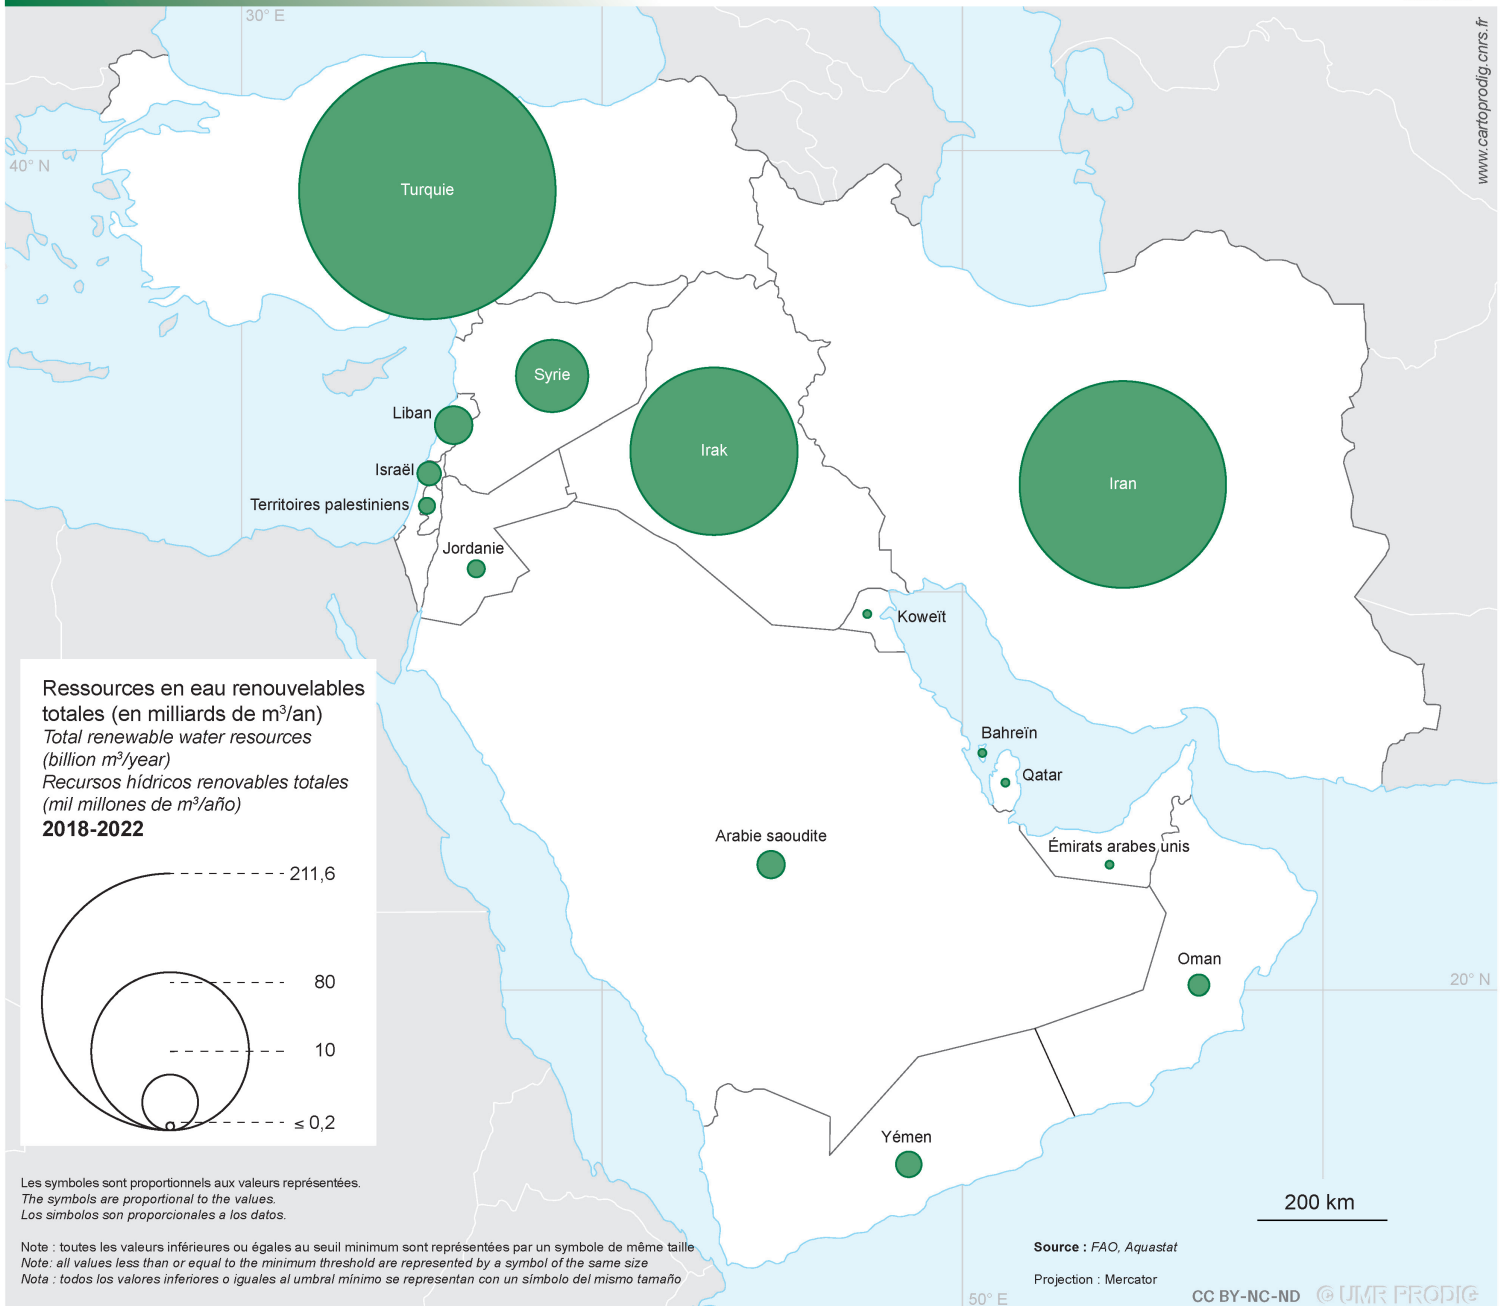 30° E
www.cartoprodig.cnrs.fr
40° N
Turquie
Syrie
Liban
Irak
Israël
Iran
Territoires palestiniens
Jordanie
Koweït
Bahreïn
Qatar
Arabie saoudite
Émirats arabes unis
Oman
20° N
Yémen
Ressources en eau renouvelables
totales (en milliards de m³/an)
Total renewable water resources
(billion m³/year)
Recursos hídricos renovables totales
(mil millones de m³/año)
2018-2022
211,6
80
10
≤ 0,2
Les symboles sont proportionnels aux valeurs représentées.
The symbols are proportional to the values.
Los simbolos son proporcionales a los datos.
Note : toutes les valeurs inférieures ou égales au seuil minimum sont représentées par un symbole de même taille
Note: all values less than or equal to the minimum threshold are represented by a symbol of the same size
Nota : todos los valores inferiores o iguales al umbral mínimo se representan con un símbolo del mismo tamaño
200 km
Source : FAO, Aquastat
Projection : Mercator
50° E
CC BY-NC-ND
© UMR PRODIG